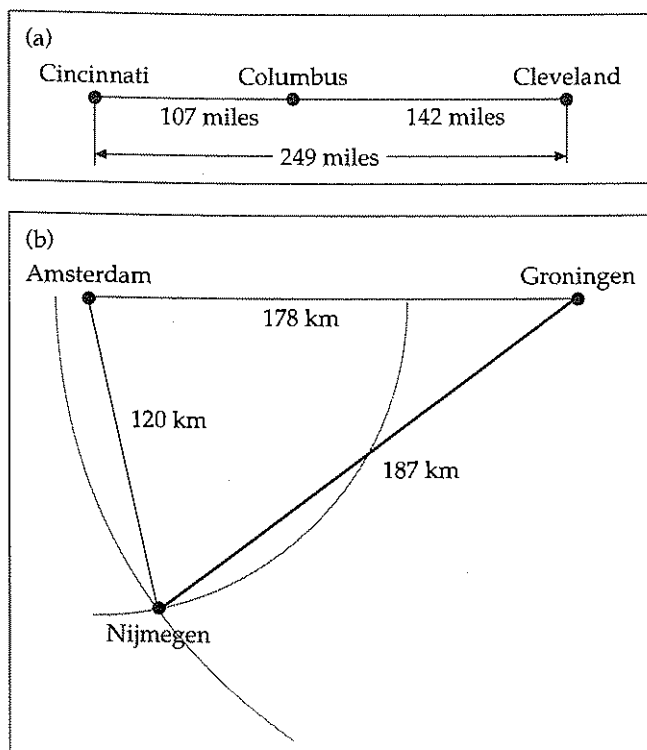 (a)
Cincinnati Columbus Cleveland
107 miles 142 miles
249 miles
(b)
Amsterdam Groningen
178 km
120 km
187 km
Nijmegen